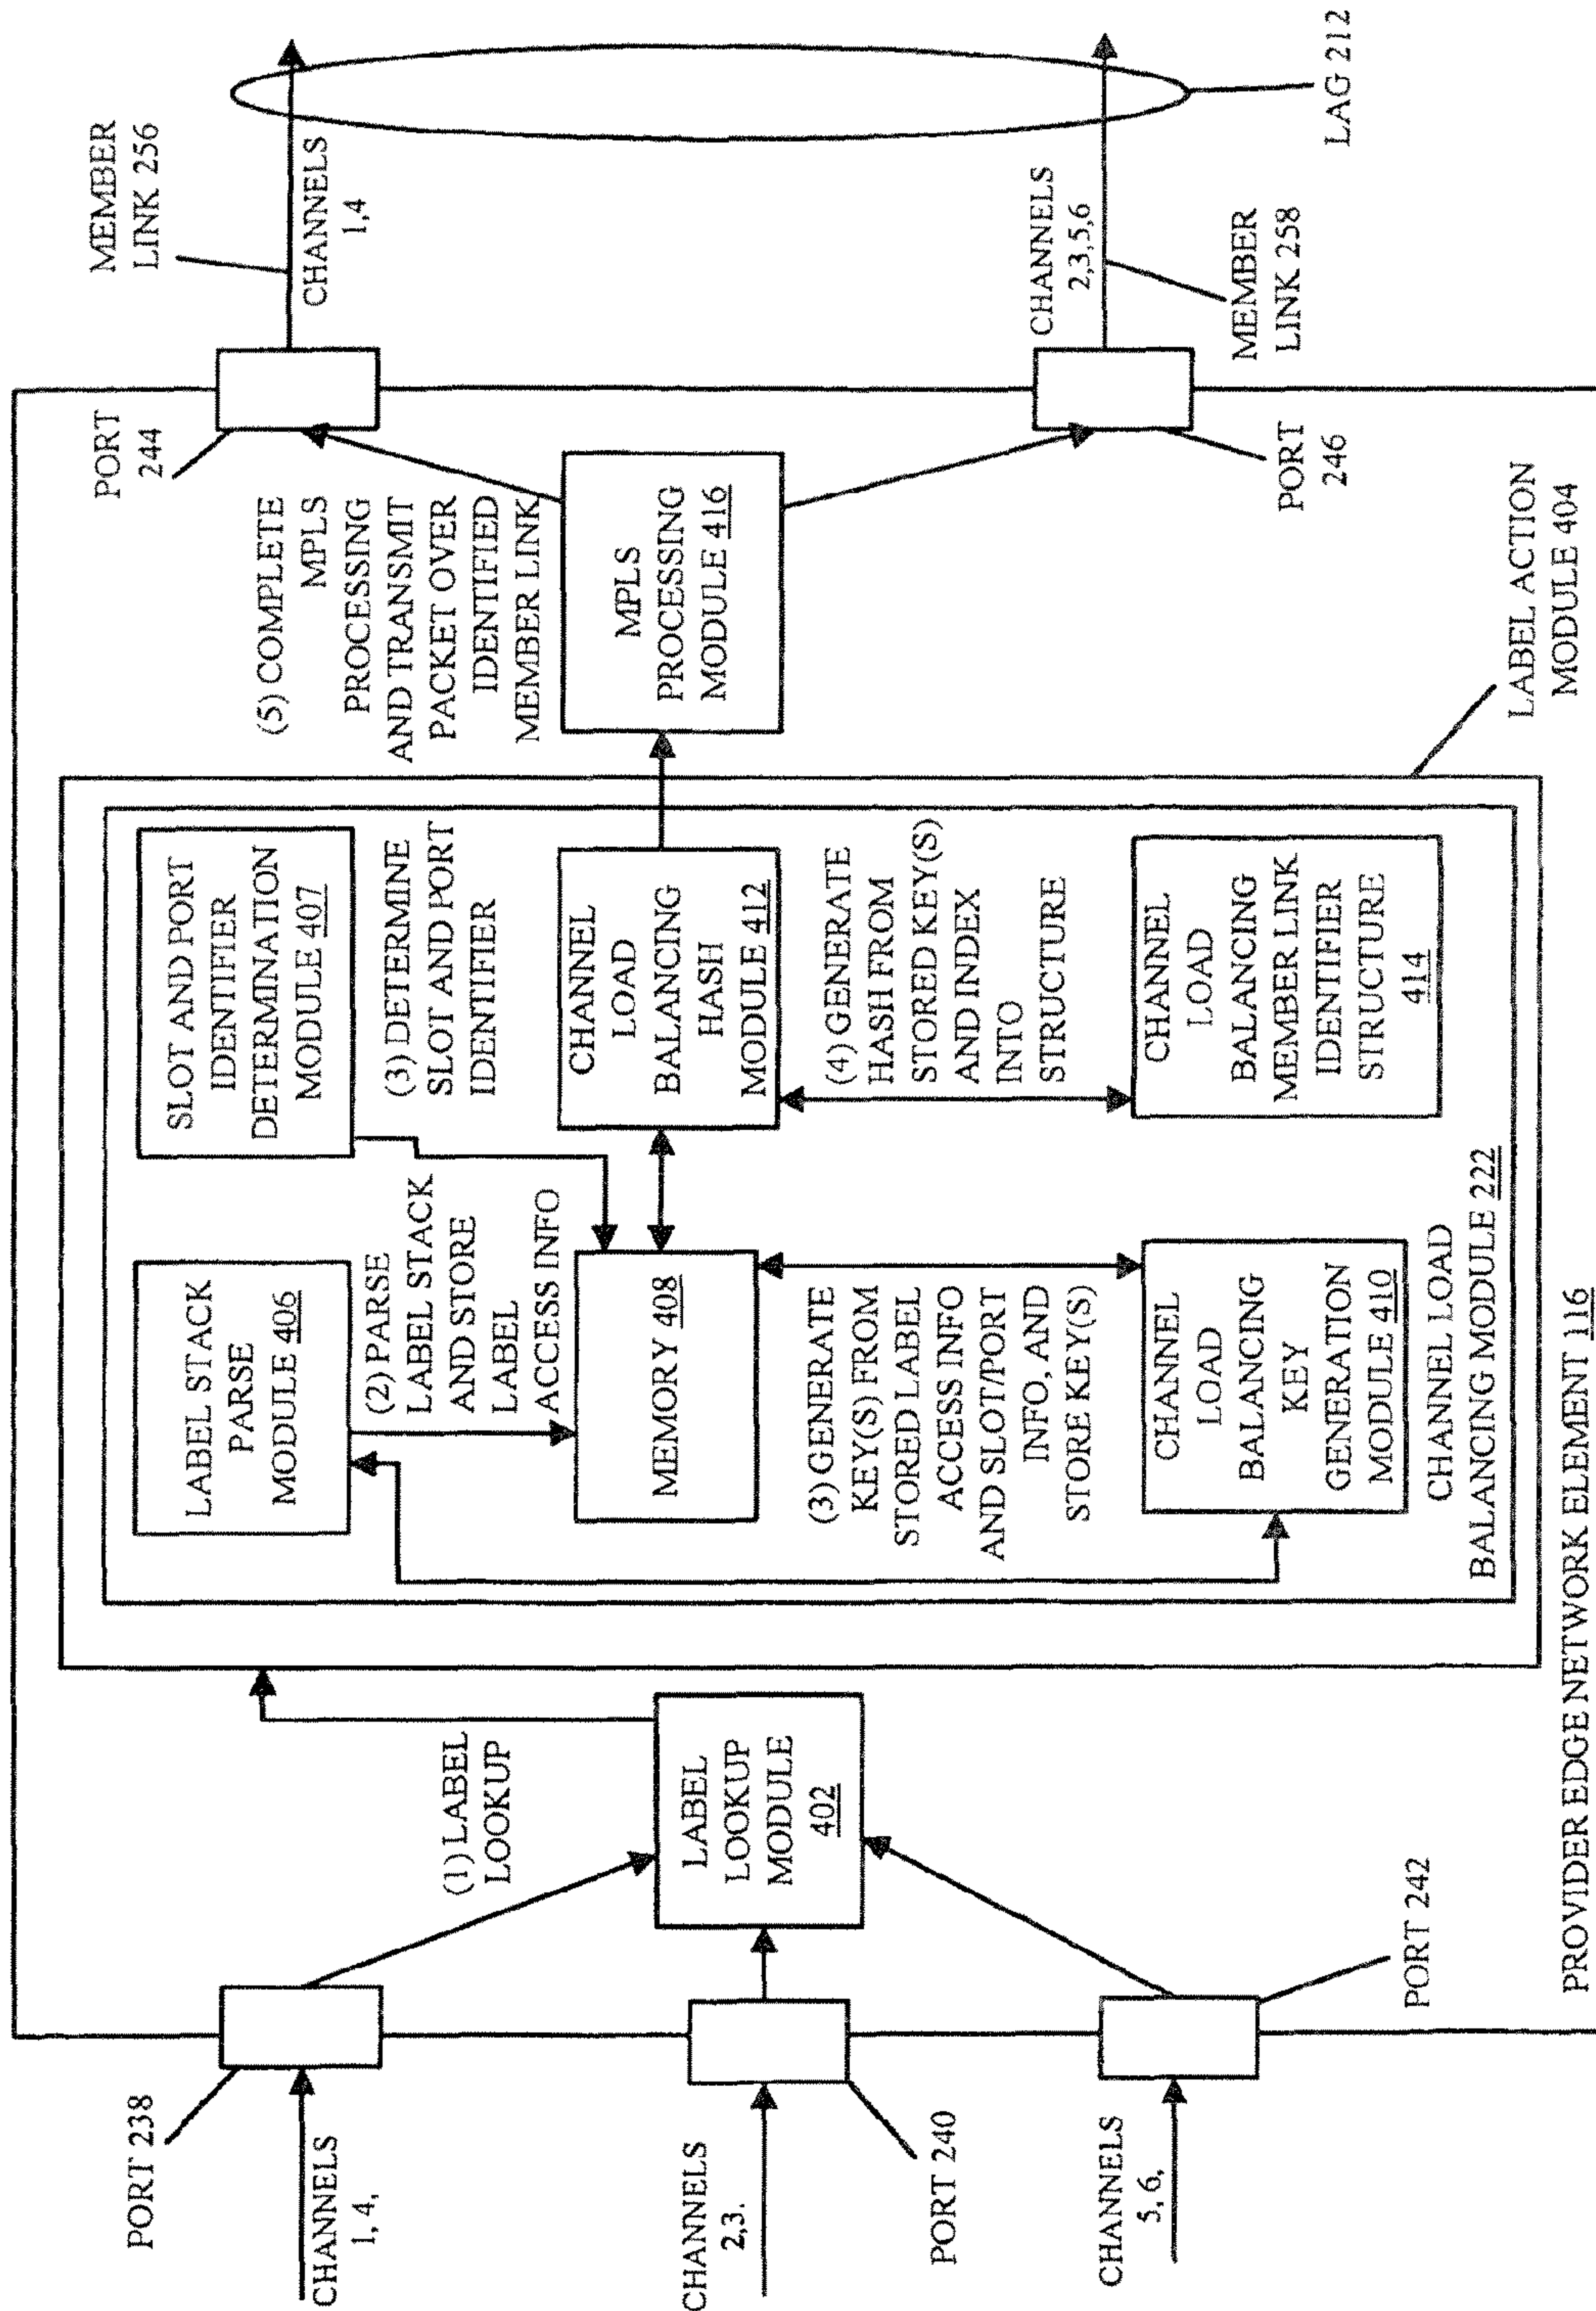 PORT 238
CHANNELS
1, 4,
CHANNELS
2,3.
PORT 240
CHANNELS
5, 6,
PORT 242
(1) LABEL
LOOKUP
LABEL
LOOKUP
MODULE
402
LABEL STACK
PARSE
MODULE 406
(2) PARSE
LABEL STACK
AND STORE
LABEL
ACCESS INFO
MEMORY 408
(3) GENERATE
KEY(S) FROM
STORED LABEL
ACCESS INFO
AND SLOT/PORT
INFO, AND
STORE KEY(S)
CHANNEL
LOAD
BALANCING
KEY
GENERATION
MODULE 410
SLOT AND PORT
IDENTIFIER
DETERMINATION
MODULE 407
(3) DETERMINE
SLOT AND PORT
IDENTIFIER
CHANNEL
LOAD
BALANCING
HASH
MODULE 412
(4) GENERATE
HASH FROM
STORED KEY(S)
AND INDEX
INTO
STRUCTURE
CHANNEL
LOAD
BALANCING
MEMBER LINK
IDENTIFIER
STRUCTURE
414
CHANNEL LOAD
BALANCING MODULE 222
PROVIDER EDGE NETWORK ELEMENT 116
LABEL ACTION
MODULE 404
(5) COMPLETE
MPLS
PROCESSING
AND TRANSMIT
PACKET OVER
IDENTIFIED
MEMBER LINK
MPLS
PROCESSING
MODULE 416
PORT
244
PORT
246
MEMBER
LINK 256
CHANNELS
1,4
CHANNELS
2,3,5,6
MEMBER
LINK 258
LAG 212